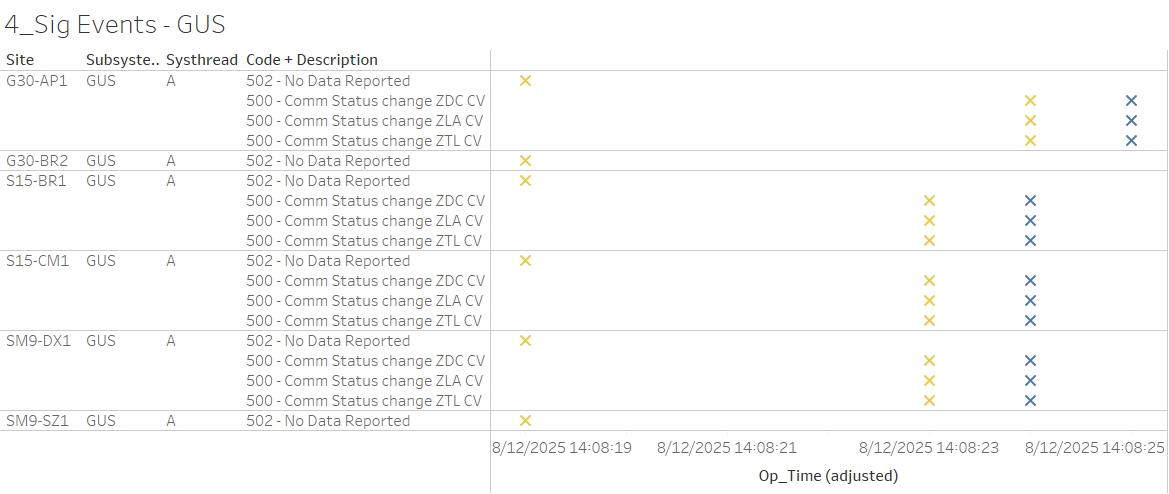 4_Sig Events - GUS
Site Subsyste.. Systhread Code + Description
G30-AP1 GUS A 502 - No Data Reported
500 - Comm Status change ZDC CV
500 - Comm Status change ZLA CV
500 - Comm Status change ZTL CV
G30-BR2 GUS A 502 - No Data Reported
S15-BR1 GUS A 502 - No Data Reported
500 - Comm Status change ZDC CV
500 - Comm Status change ZLA CV
500 - Comm Status change ZTL CV
S15-CM1 GUS A 502 - No Data Reported
500 - Comm Status change ZDC CV
500 - Comm Status change ZLA CV
500 - Comm Status change ZTL CV
SM9-DX1 GUS A 502 - No Data Reported
500 - Comm Status change ZDC CV
500 - Comm Status change ZLA CV
500 - Comm Status change ZTL CV
SM9-SZ1 GUS A 502 - No Data Reported
8/12/2025 14:08:19 8/12/2025 14:08:21 8/12/2025 14:08:23 8/12/2025 14:08:25
Op_Time (adjusted)